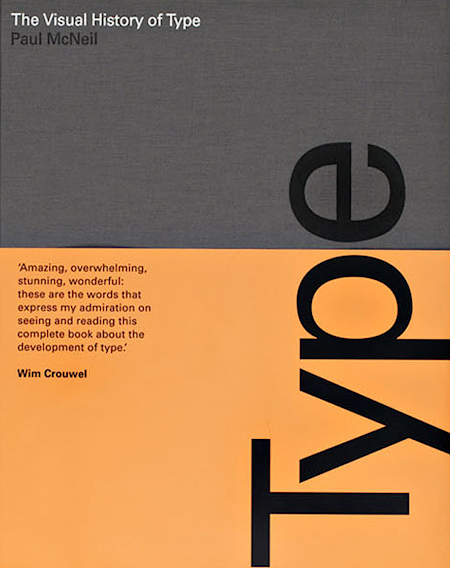 The Visual History of Type
Paul McNeil
Type
‘Amazing, overwhelming,
stunning, wonderful:
these are the words that
express my admiration on
seeing and reading this
complete book about the
development of type.’
Wim Crouwel